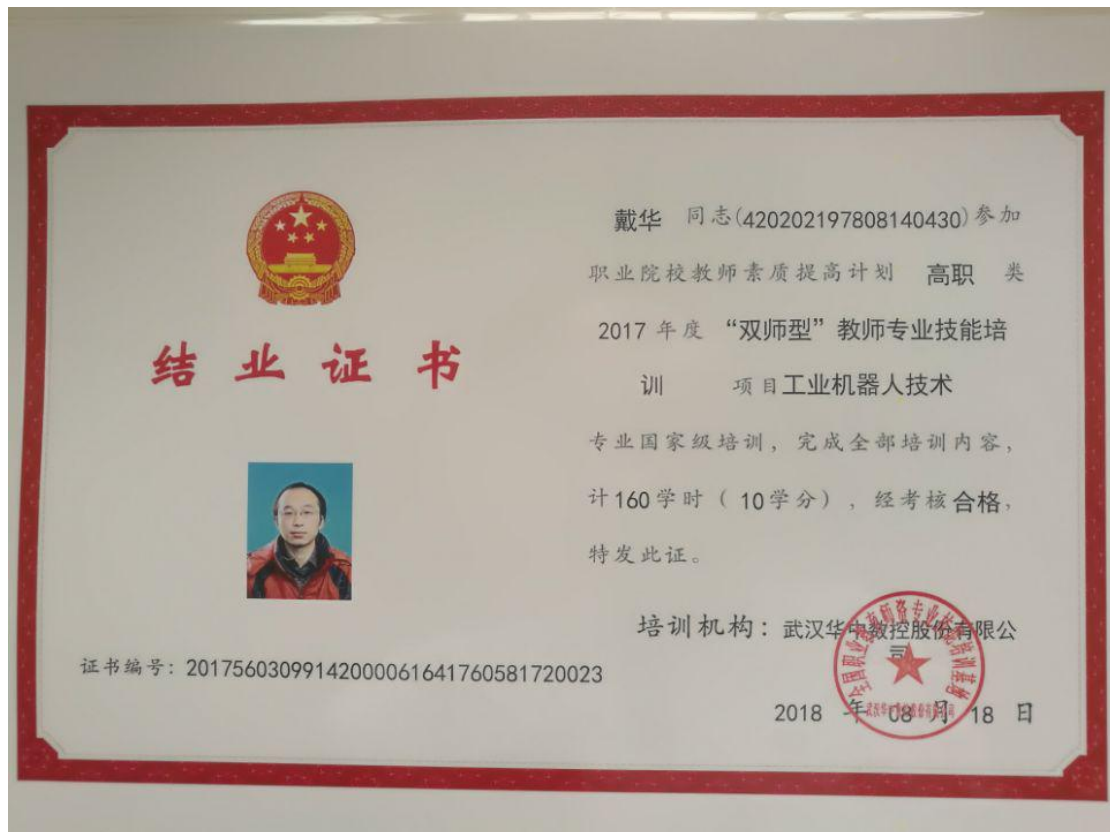 结业证书
证书编号：20175603099142000061641760581720023
戴华 同志(420202197808140430)参加
职业院校教师素质提高计划 高职 类
2017 年度 “双师型”教师专业技能培
训 项目工业机器人技术
专业国家级培训，完成全部培训内容，
计160学时（ 10学分），经考核合格，
特发此证。
培训机构：武汉华中数控股份有限公
司
2018 年 08 月 18 日